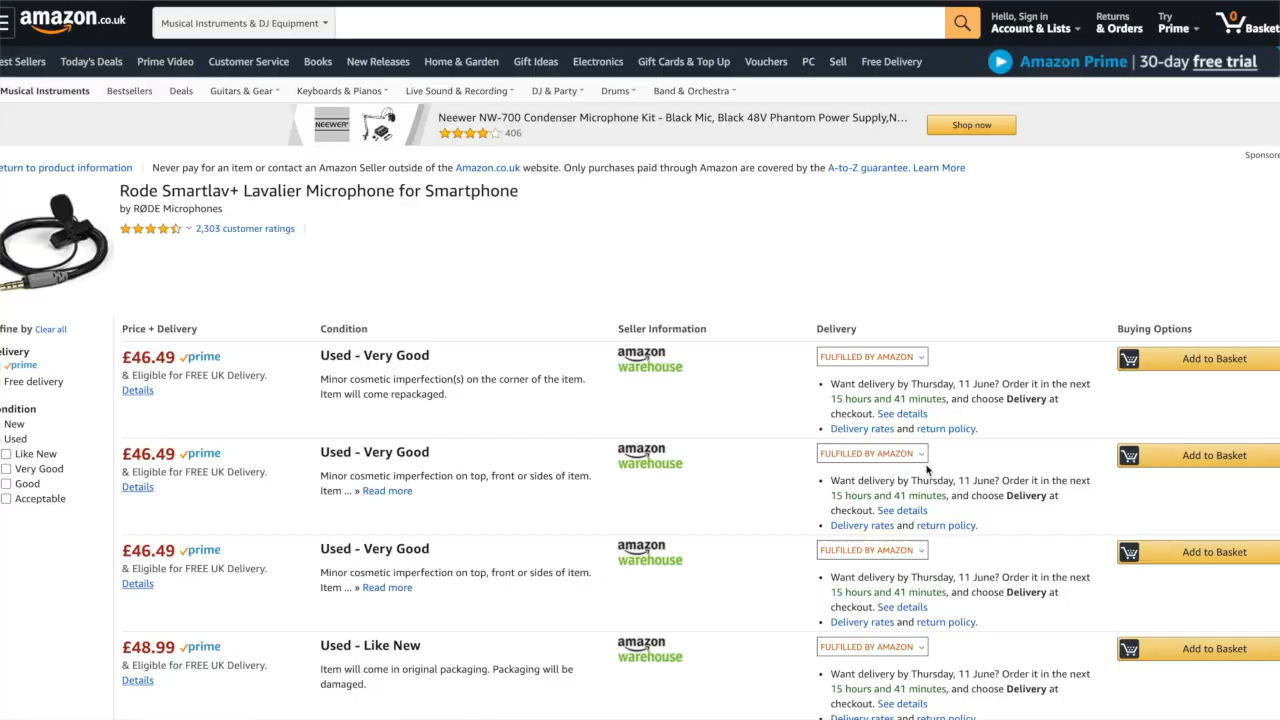 amazon.co.uk
Musical Instruments & DJ Equipment
Hello, Sign in
Account & Lists
Returns
& Orders
Try
Prime
0
Basket
est Sellers Today's Deals Prime Video Customer Service Books New Releases Home & Garden Gift Ideas Electronics Gift Cards & Top Up Vouchers PC Sell Free Delivery
Amazon Prime | 30-day free trial
Musical Instruments Bestsellers Deals Guitars & Gear Keyboards & Pianos Live Sound & Recording DJ & Party Drums Band & Orchestra
NEEWER
Neewer NW-700 Condenser Microphone Kit - Black Mic, Black 48V Phantom Power Supply,N...
406
Shop now
Sponsore
eturn to product information
Never pay for an item or contact an Amazon Seller outside of the Amazon.co.uk website. Only purchases paid through Amazon are covered by the A-to-Z guarantee. Learn More
Rode Smartlav+ Lavalier Microphone for Smartphone
by RØDE Microphones
2,303 customer ratings
fine by Clear all
elivery
prime
Free delivery
ondition
New
Used
Like New
Very Good
Good
Acceptable
Price + Delivery Condition Seller Information Delivery Buying Options
£46.49 prime
& Eligible for FREE UK Delivery.
Details
Used - Very Good
Minor cosmetic imperfection(s) on the corner of the item.
Item will come repackaged.
amazon
warehouse
FULFILLED BY AMAZON
• Want delivery by Thursday, 11 June? Order it in the next
15 hours and 41 minutes, and choose Delivery at
checkout. See details
• Delivery rates and return policy.
Add to Basket
£46.49 prime
& Eligible for FREE UK Delivery.
Details
Used - Very Good
Minor cosmetic imperfection on top, front or sides of item.
Item ... » Read more
amazon
warehouse
FULFILLED BY AMAZON
• Want delivery by Thursday, 11 June? Order it in the next
15 hours and 41 minutes, and choose Delivery at
checkout. See details
• Delivery rates and return policy.
Add to Basket
£46.49 prime
& Eligible for FREE UK Delivery.
Details
Used - Very Good
Minor cosmetic imperfection on top, front or sides of item.
Item ... » Read more
amazon
warehouse
FULFILLED BY AMAZON
• Want delivery by Thursday, 11 June? Order it in the next
15 hours and 41 minutes, and choose Delivery at
checkout. See details
• Delivery rates and return policy.
Add to Basket
£48.99 prime
& Eligible for FREE UK Delivery.
Details
Used - Like New
Item will come in original packaging. Packaging will be
damaged.
amazon
warehouse
FULFILLED BY AMAZON
• Want delivery by Thursday, 11 June? Order it in the next
15 hours and 41 minutes, and choose Delivery at
checkout. See details
Delivery rates and return policy.
Add to Basket